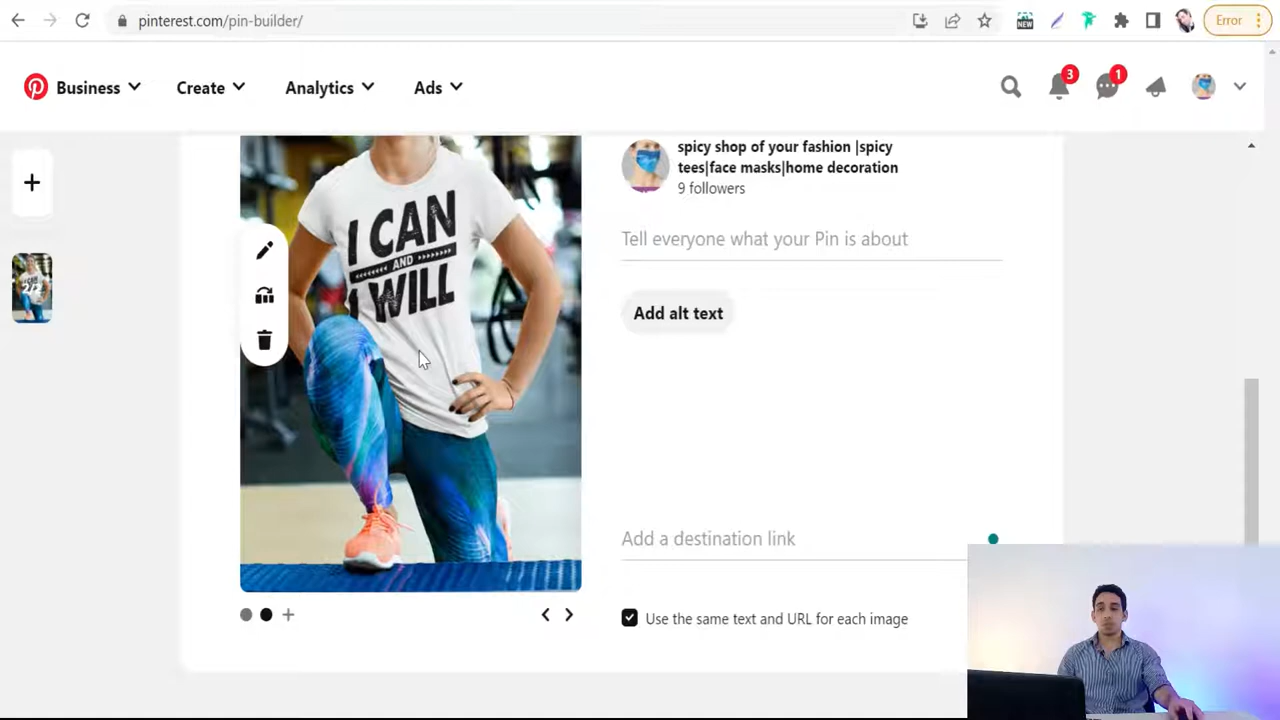 pinterest.com/pin-builder/
NEW
Error
Business
Create
Analytics
Ads
3
1
spicy shop of your fashion |spicy
tees|face masks|home decoration
9 followers
Tell everyone what your Pin is about
Add alt text
I CAN
AND
I WILL
Add a destination link
Use the same text and URL for each image